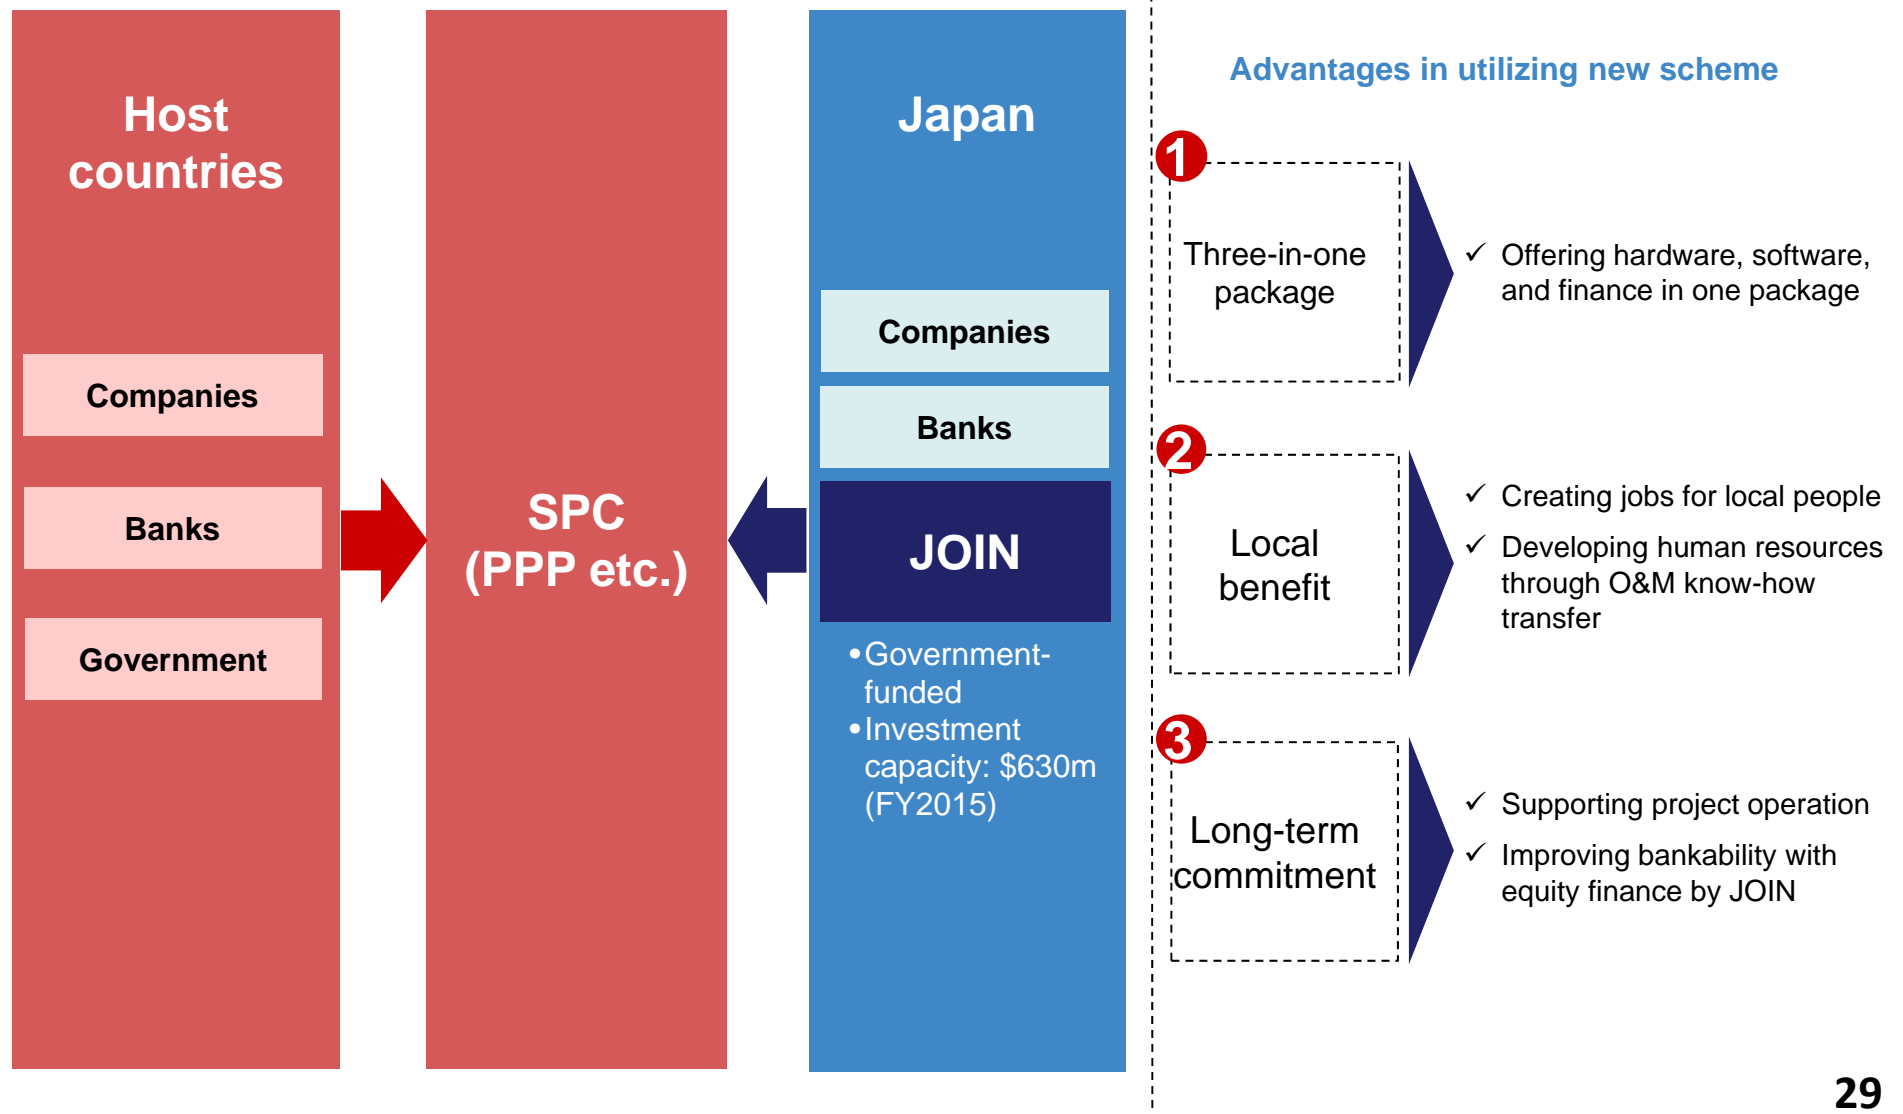 Host
countries
Companies
Banks
Government
SPC
(PPP etc.)
Japan
Companies
Banks
JOIN
•Government-
funded
•Investment
capacity: $630m
(FY2015)
Advantages in utilizing new scheme
1
Three-in-one
package
✓ Offering hardware, software,
and finance in one package
2
Local
benefit
✓ Creating jobs for local people
✓ Developing human resources
through O&M know-how
transfer
3
Long-term
commitment
✓ Supporting project operation
✓ Improving bankability with
equity finance by JOIN
29